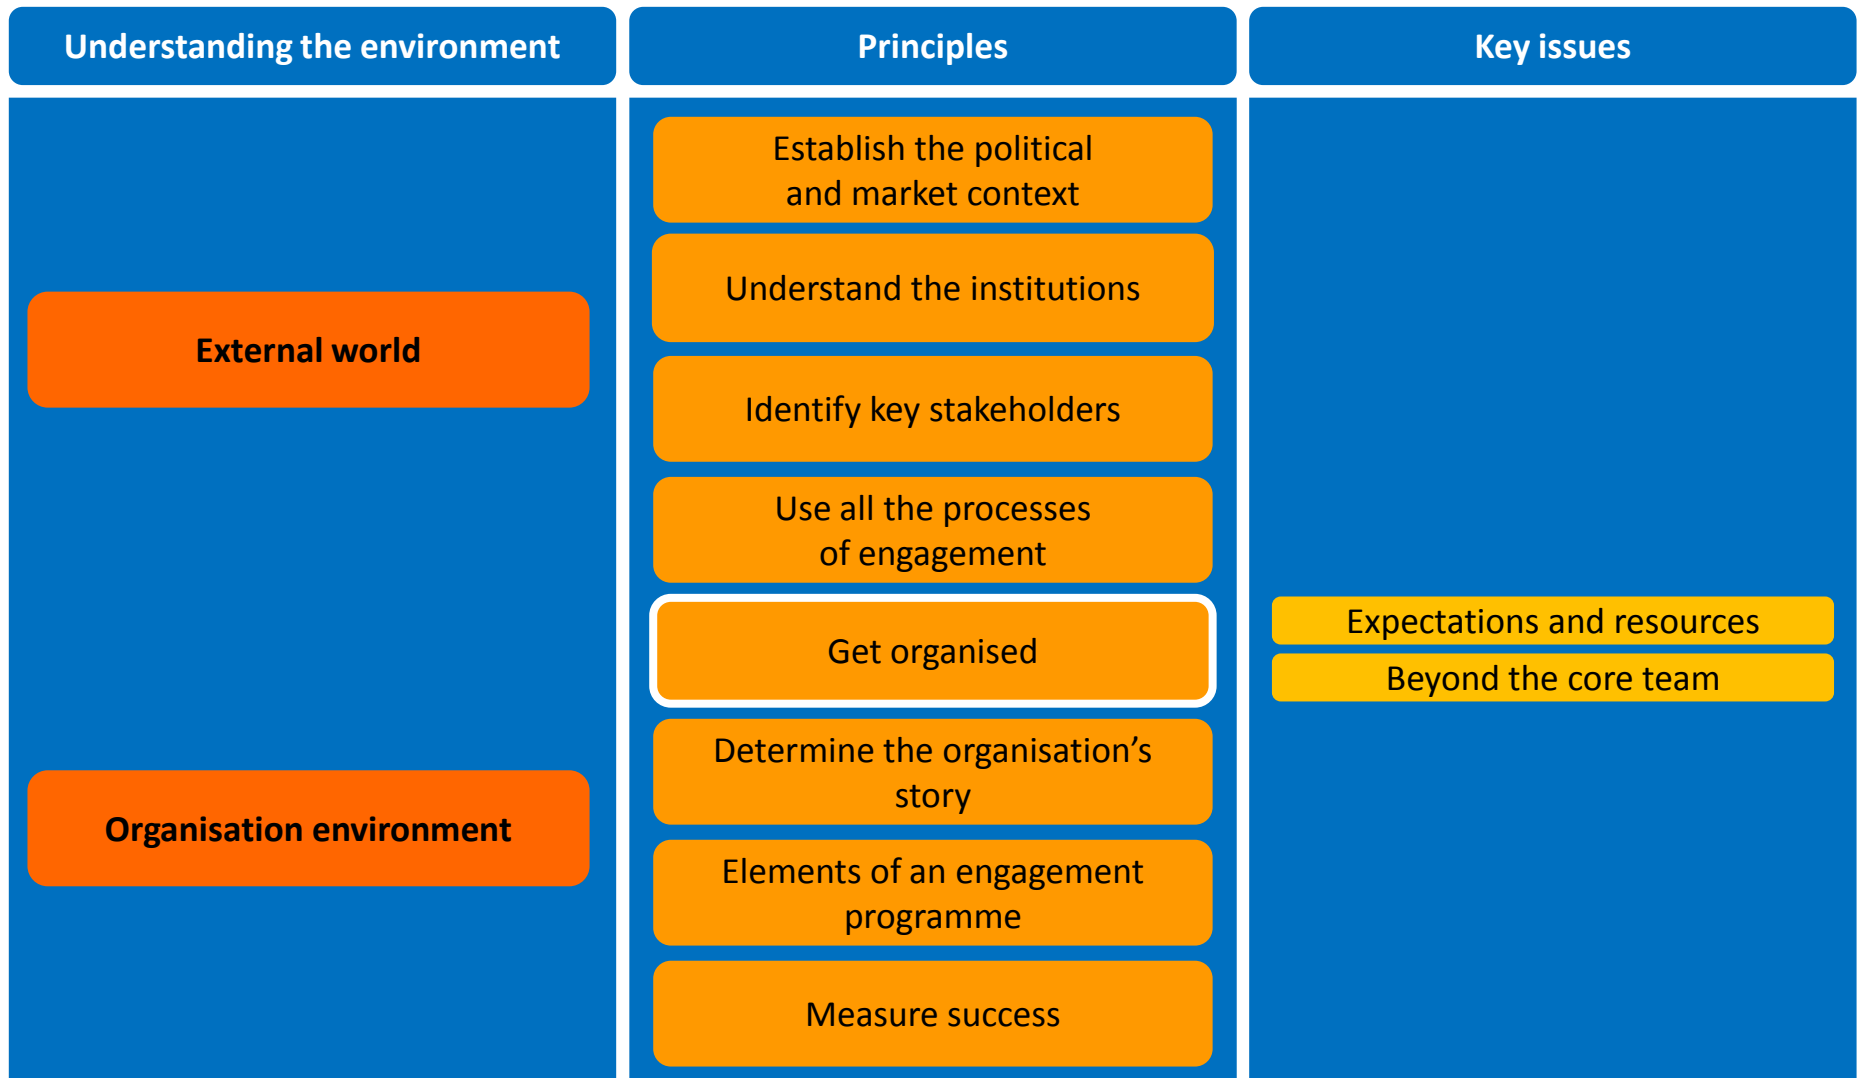 Understanding the environment
Principles
Key issues
External world
Organisation environment
Establish the political
and market context
Understand the institutions
Identify key stakeholders
Use all the processes
of engagement
Get organised
Determine the organisation’s
story
Elements of an engagement
programme
Measure success
Expectations and resources
Beyond the core team